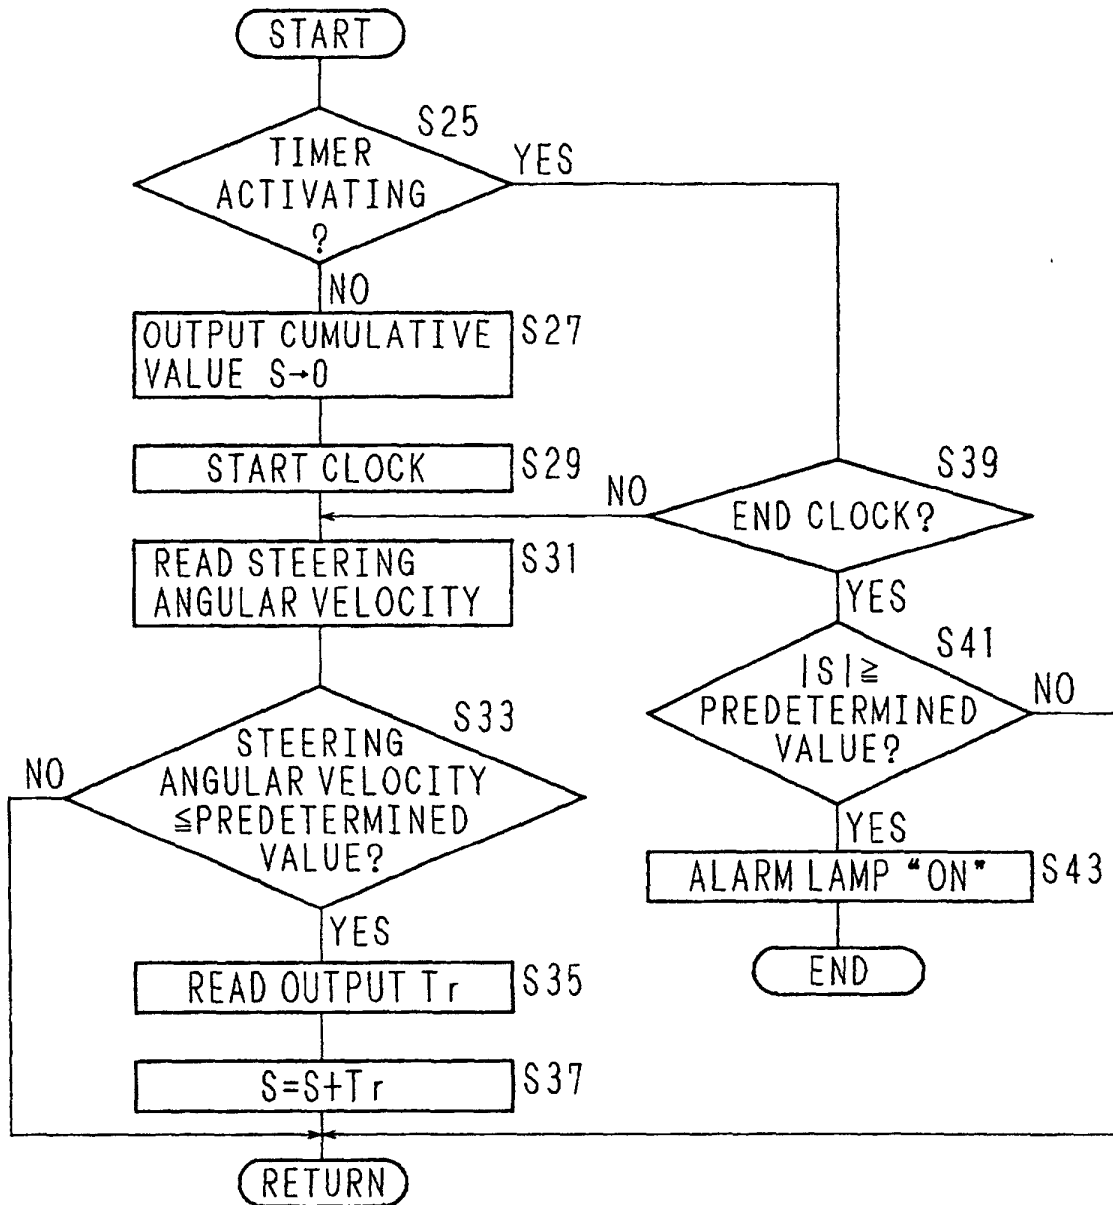 START
S25
TIMER
ACTIVATING
?
YES
NO
OUTPUT CUMULATIVE
VALUE S→0
S27
START CLOCK
S29
NO
S39
END CLOCK?
READ STEERING
ANGULAR VELOCITY
S31
YES
S41
|S|≧
PREDETERMINED
VALUE?
NO
S33
STEERING
ANGULAR VELOCITY
≦PREDETERMINED
VALUE?
NO
YES
ALARM LAMP “ON”
S43
YES
END
READ OUTPUT Tr
S35
S=S+Tr
S37
RETURN